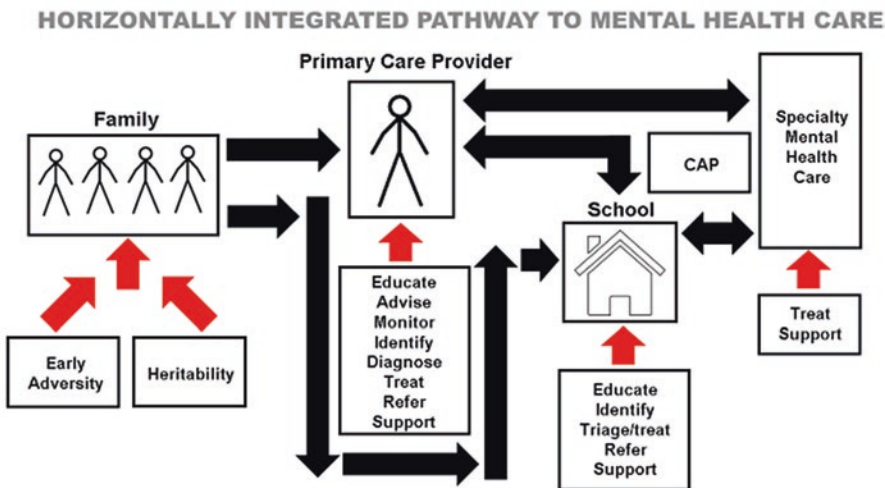 HORIZONTALLY INTEGRATED PATHWAY TO MENTAL HEALTH CARE
Primary Care Provider
Family
Specialty
Mental
Health
Care
CAP
School
Educate
Advise
Monitor
Identify
Diagnose
Treat
Refer
Support
Treat
Support
Early
Adversity
Heritability
Educate
Identify
Triage/treat
Refer
Support